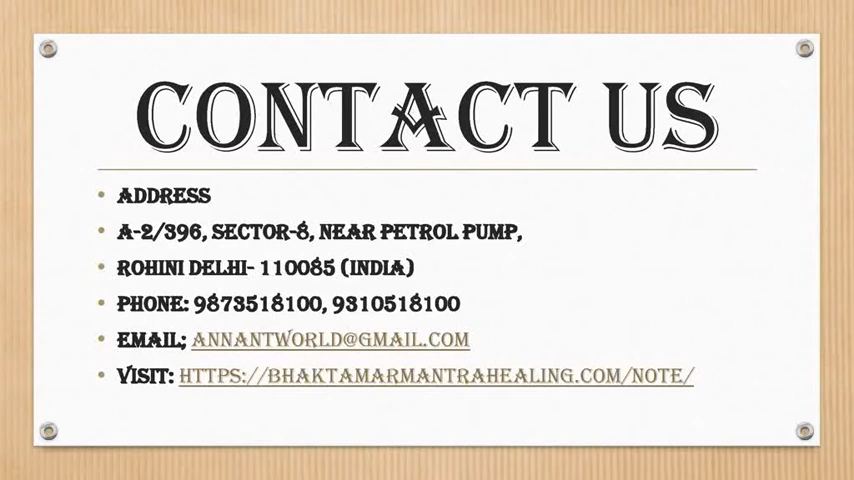 CONTACT US
• ADDRESS
• A-2/396, SECTOR-8, NEAR PETROL PUMP,
• ROHINI DELHI- 110085 (INDIA)
• PHONE: 9873518100, 9310518100
• EMAIL; ANNANTWORLD@GMAIL.COM
• VISIT: HTTPS://BHAKTAMARMANTRAHEALING.COM/NOTE/